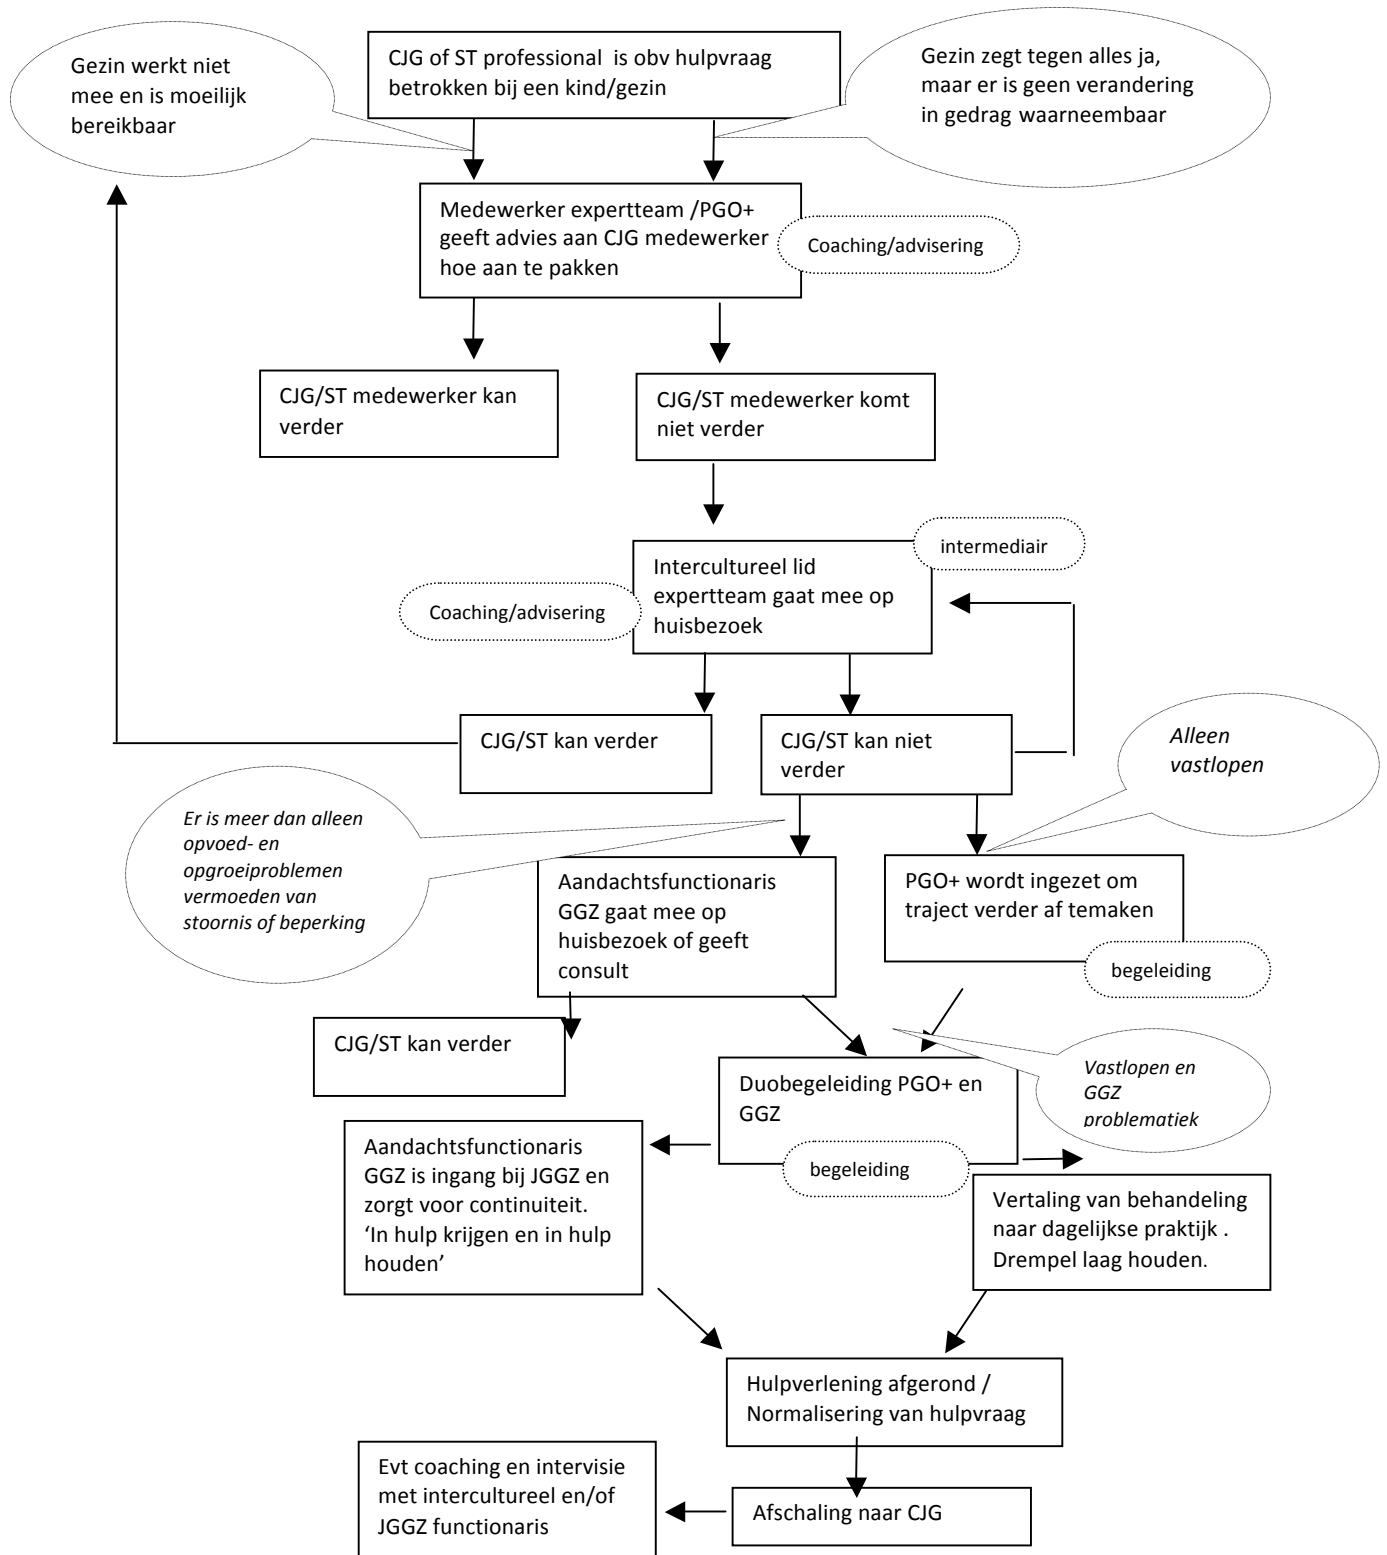 Gezin werkt niet
mee en is moeilijk
bereikbaar
CJG of ST professional  is obv hulpvraag
betrokken bij een kind/gezin
Gezin zegt tegen alles ja,
maar er is geen verandering
in gedrag waarneembaar
Medewerker expertteam /PGO+
geeft advies aan CJG medewerker
hoe aan te pakken
Coaching/advisering
CJG/ST medewerker kan
verder
CJG/ST medewerker komt
niet verder
intermediair
Intercultureel lid
expertteam gaat mee op
huisbezoek
Coaching/advisering
CJG/ST kan verder
CJG/ST kan niet
verder
Alleen
vastlopen
Er is meer dan alleen
opvoed- en
opgroeiproblemen
vermoeden van
stoornis of beperking
Aandachtsfunctionaris
GGZ gaat mee op
huisbezoek of geeft
consult
PGO+ wordt ingezet om
traject verder af temaken
begeleiding
CJG/ST kan verder
Duobegeleiding PGO+ en
GGZ
Vastlopen en
GGZ
problematiek
begeleiding
Aandachtsfunctionaris
GGZ is ingang bij JGGZ en
zorgt voor continuiteit.
‘In hulp krijgen en in hulp
houden’
Vertaling van behandeling
naar dagelijkse praktijk .
Drempel laag houden.
Hulpverlening afgerond /
Normalisering van hulpvraag
Evt coaching en intervisie
met intercultureel en/of
JGGZ functionaris
Afschaling naar CJG